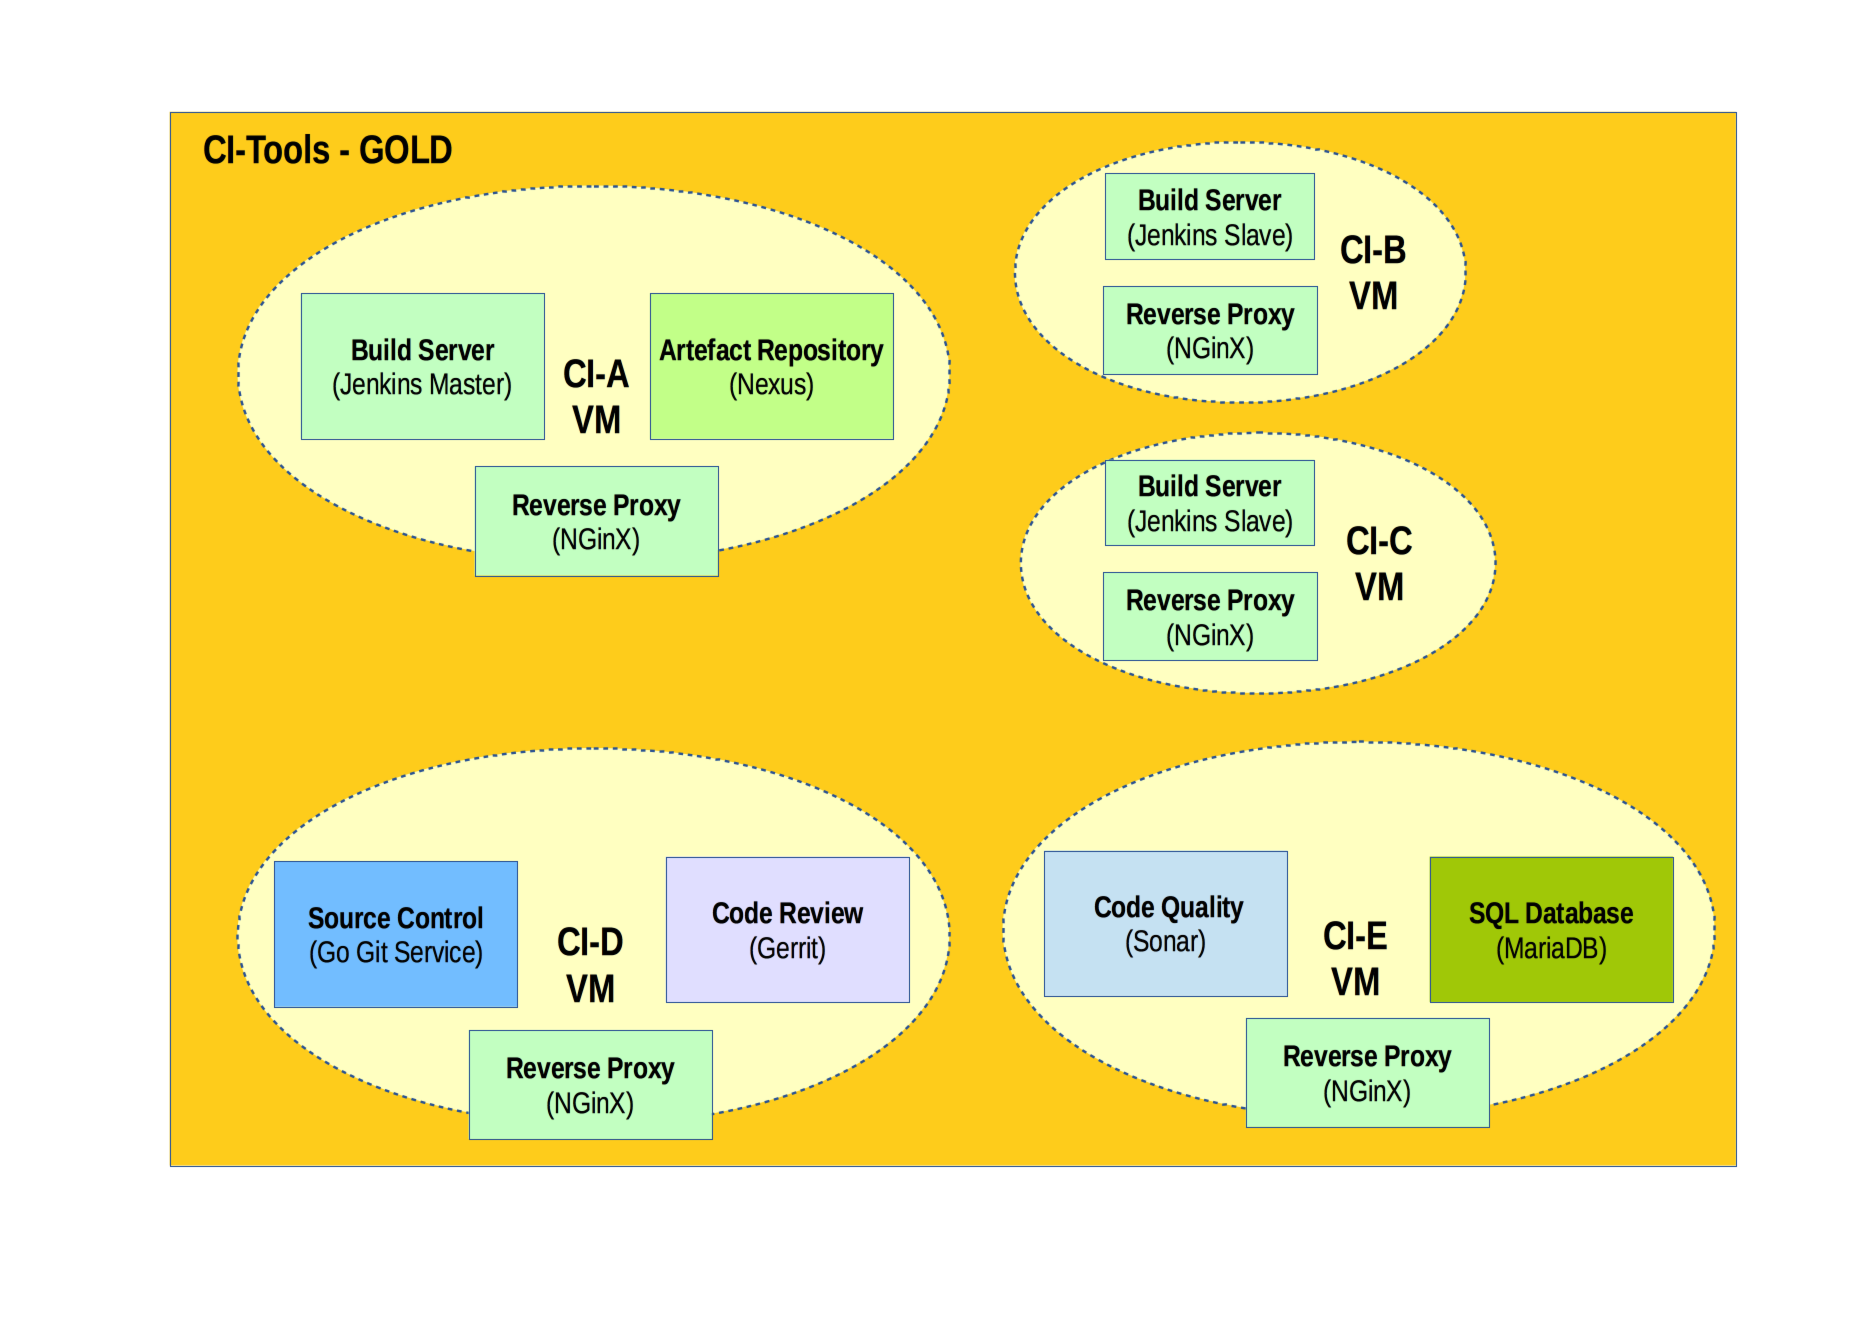 CI-Tools - GOLD
Build Server
(Jenkins Master)
CI-A
VM
Artefact Repository
(Nexus)
Reverse Proxy
(NGinX)
Build Server
(Jenkins Slave)
CI-B
VM
Reverse Proxy
(NGinX)
Build Server
(Jenkins Slave)
CI-C
VM
Reverse Proxy
(NGinX)
Source Control
(Go Git Service)
CI-D
VM
Code Review
(Gerrit)
Reverse Proxy
(NGinX)
Code Quality
(Sonar)
CI-E
VM
SQL Database
(MariaDB)
Reverse Proxy
(NGinX)